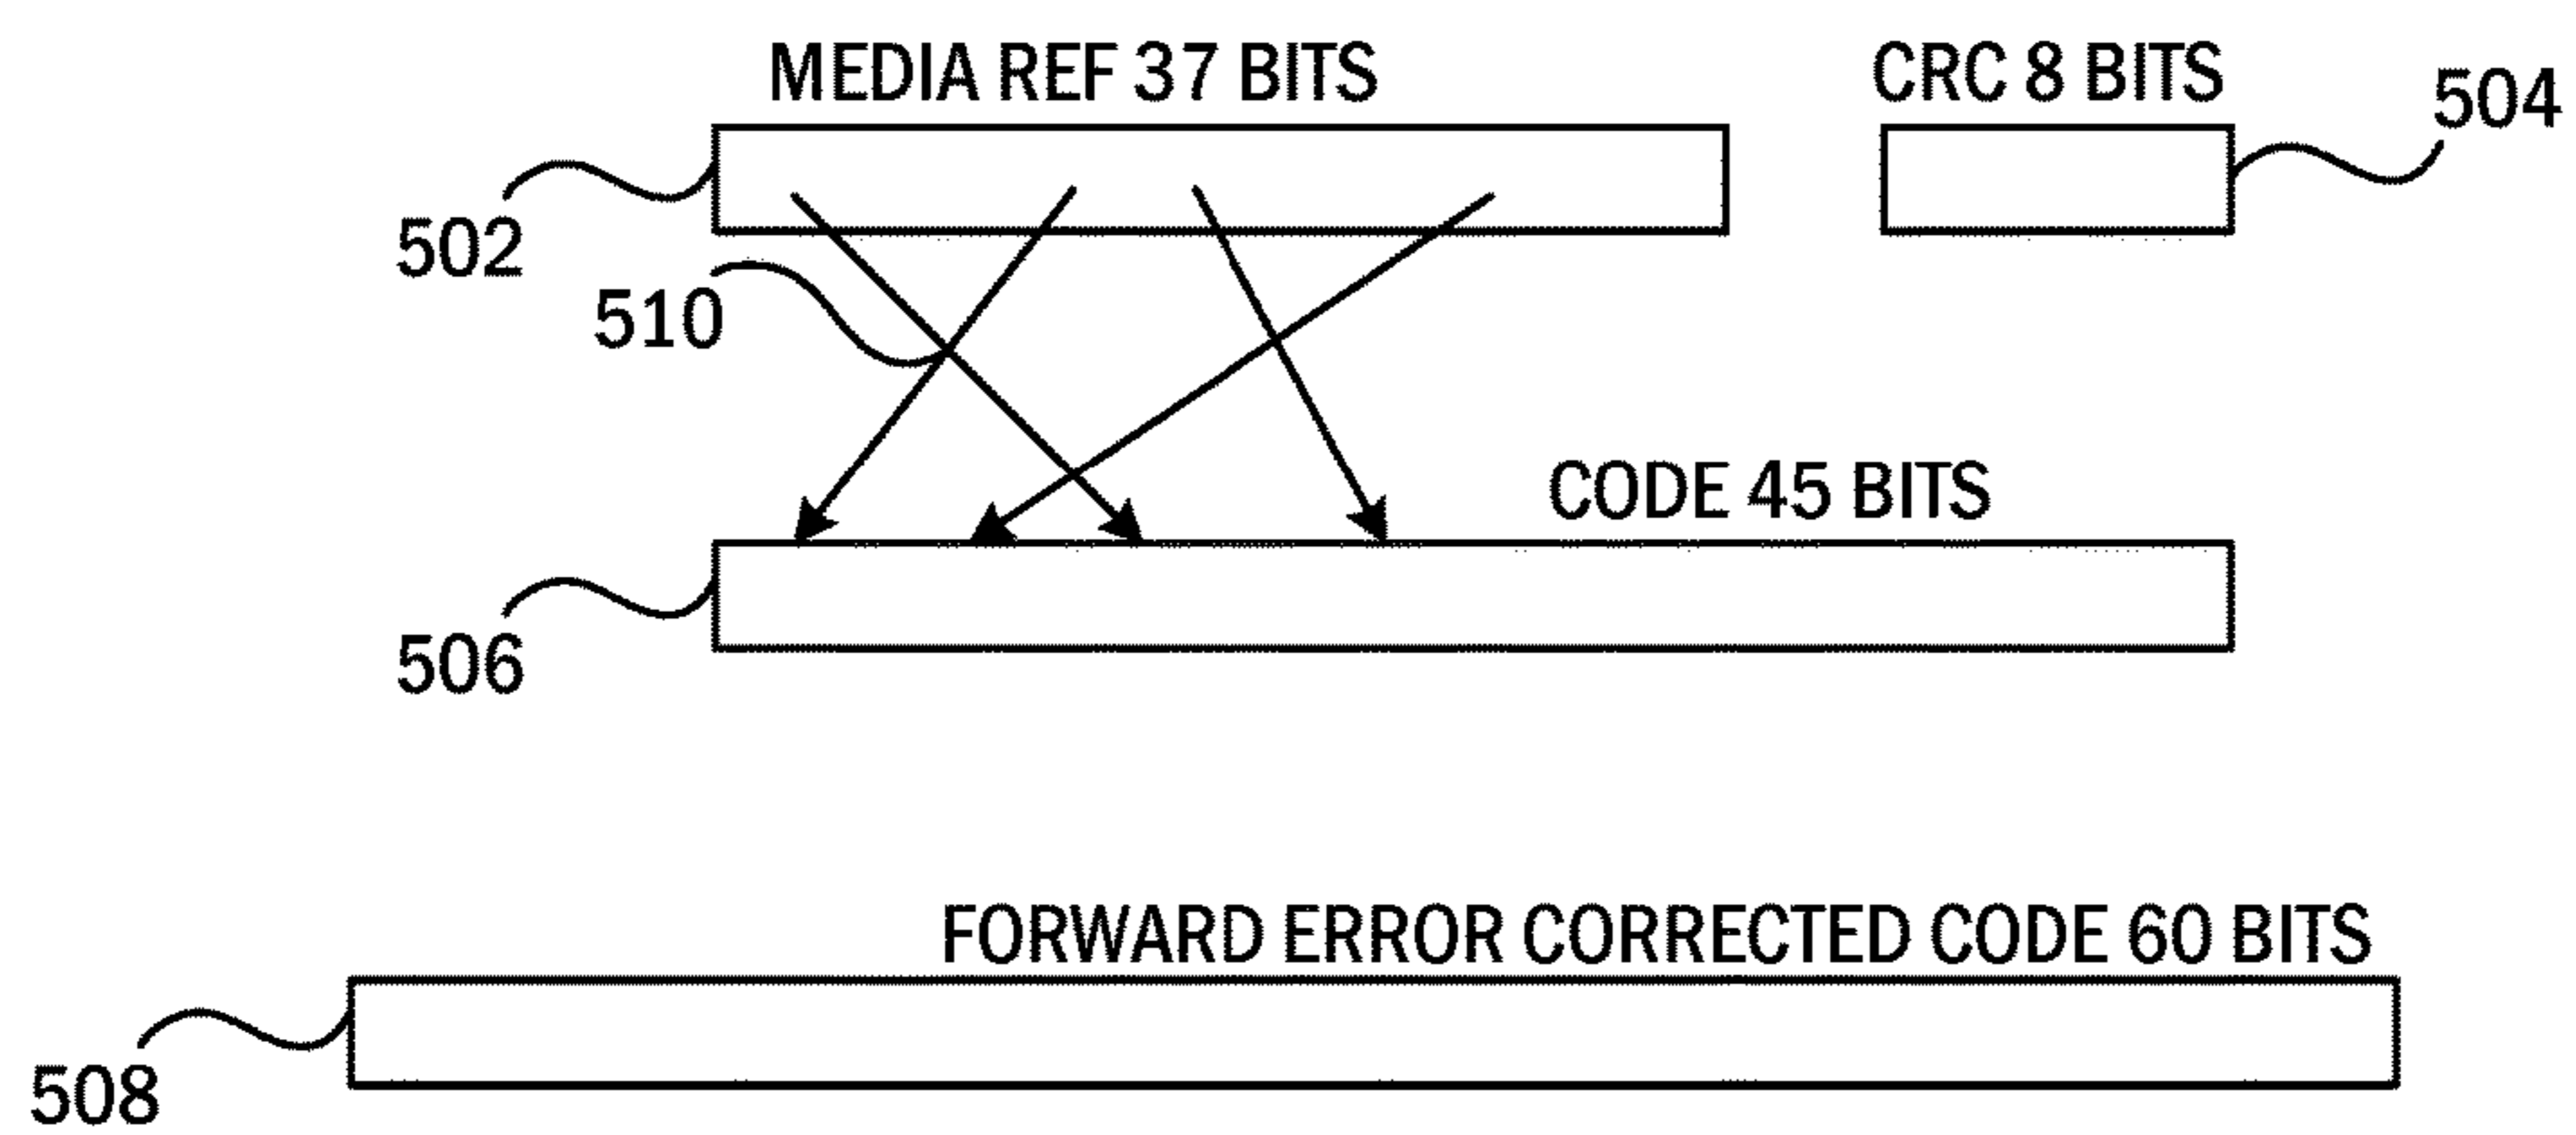 MEDIA REF 37 BITS
CRC 8 BITS
504
502
510
CODE 45 BITS
506
FORWARD ERROR CORRECTED CODE 60 BITS
508